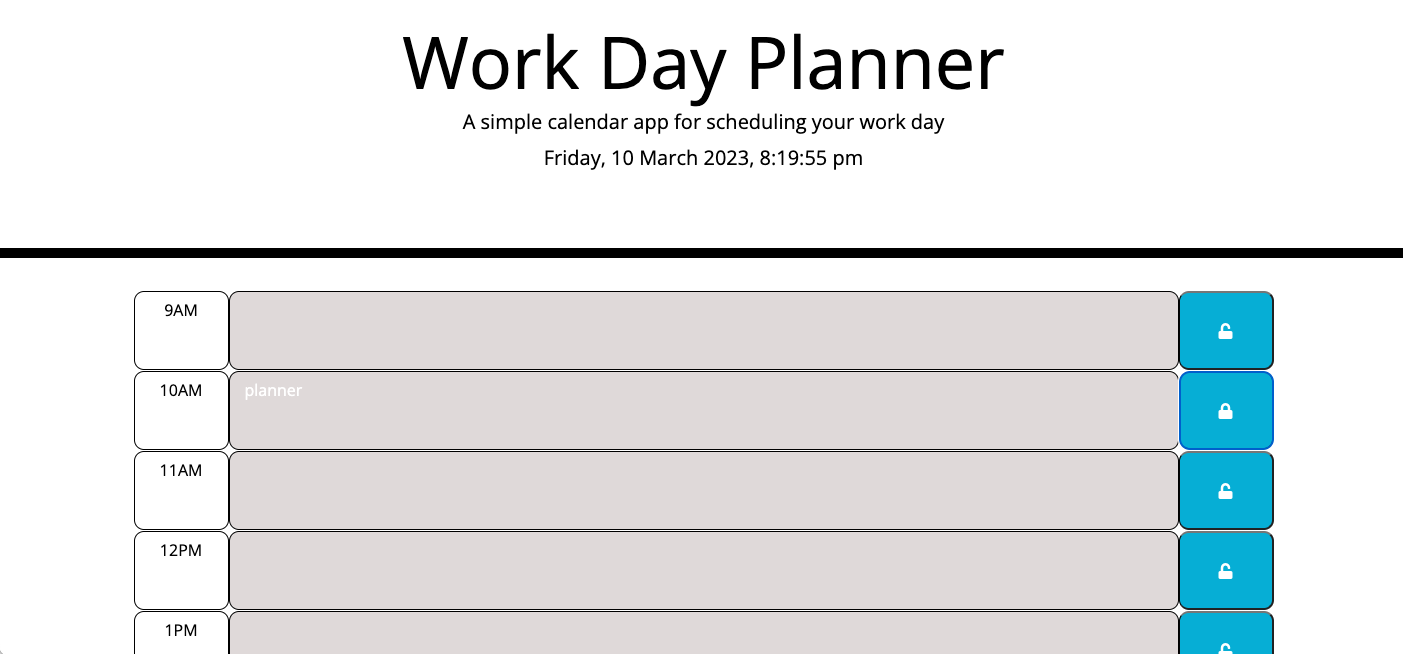 Work Day Planner
A simple calendar app for scheduling your work day
Friday, 10 March 2023, 8:19:55 pm
9AM
10AM
planner
11AM
12PM
1PM